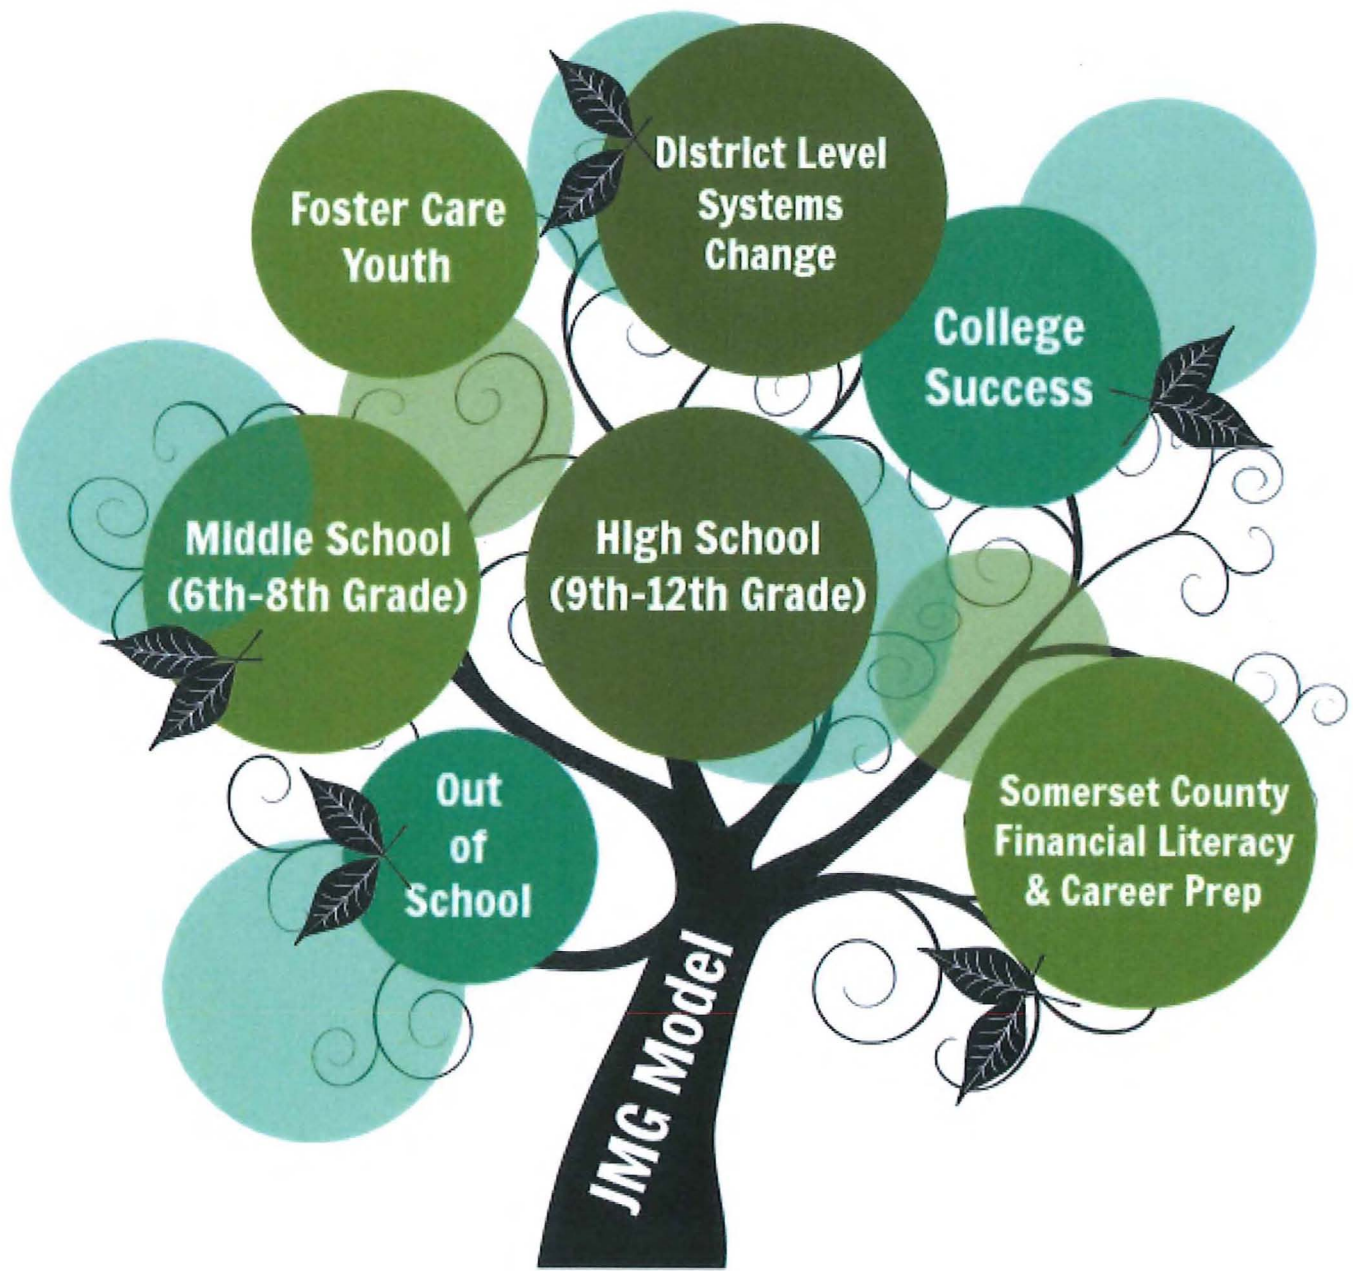 Foster Care
Youth
District Level
Systems
Change
College
Success
Middle School
(6th-8th Grade)
High School
(9th-12th Grade)
Out
of
School
Somerset County
Financial Literacy
& Career Prep
JMG Model